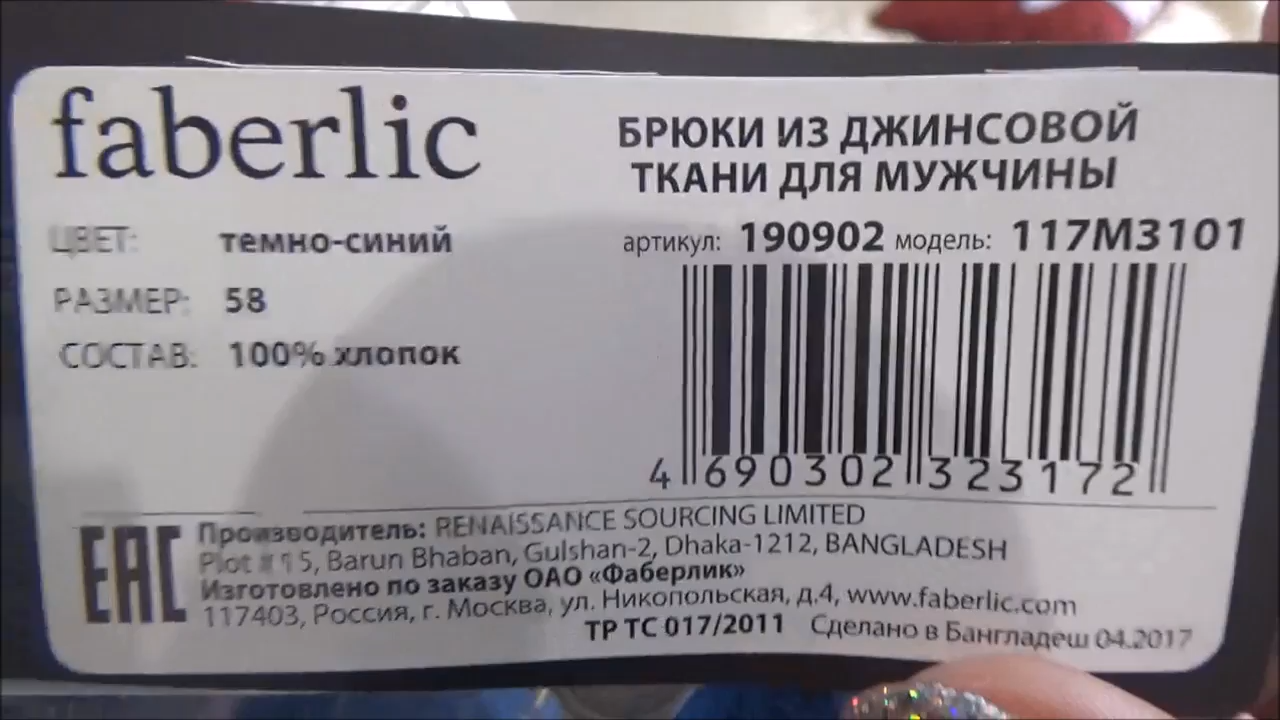 faberlic
БРЮКИ ИЗ ДЖИНСОВОЙ
ТКАНИ ДЛЯ МУЖЧИНЫ
артикул: 190902 модель: 117M3101
ЦВЕТ: темно-синий
РАЗМЕР: 58
СОСТАВ: 100% хлопок
4 690302 323172
EAC
Производитель: RENAISSANCE SOURCING LIMITED
Plot #15, Barun Bhaban, Gulshan-2, Dhaka-1212, BANGLADESH
Изготовлено по заказу ОАО «Фаберлик»
117403, Россия, г. Москва, ул. Никопольская, д.4, www.faberlic.com
ТР ТС 017/2011 Сделано в Бангладеш 04.2017